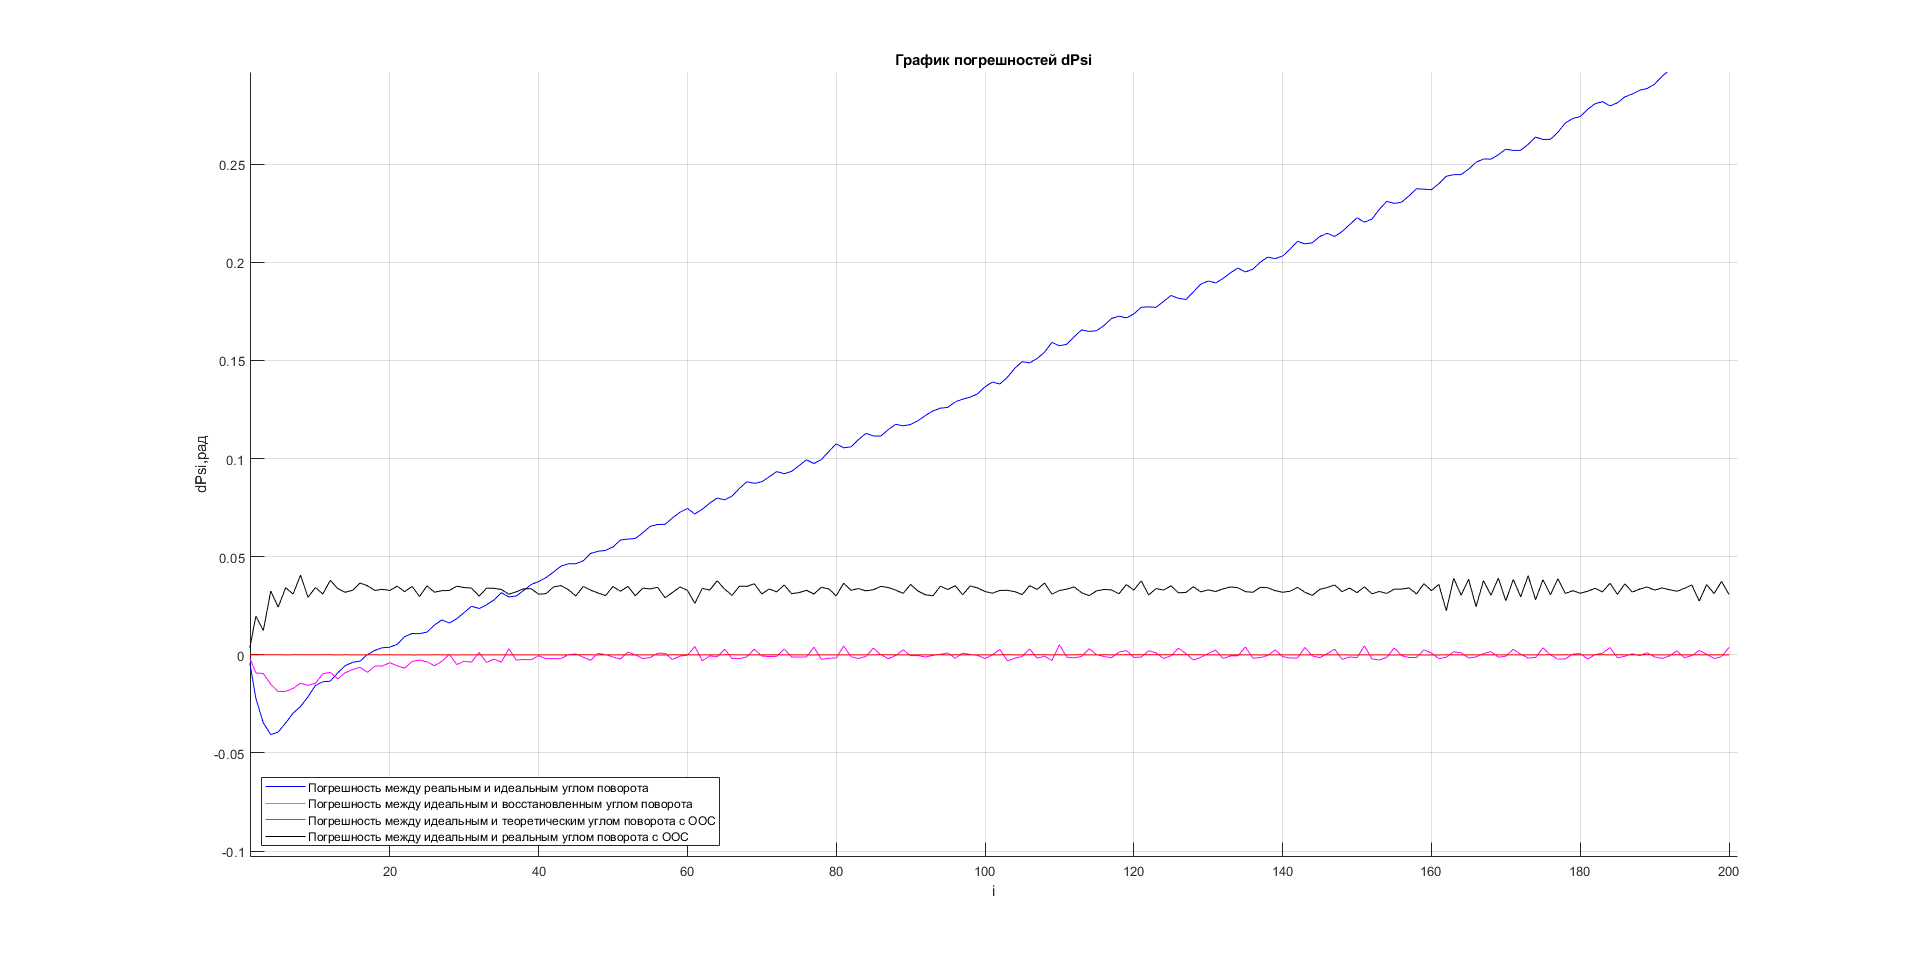 График погрешностей dPsi
0.25
0.2
0.15
0.1
0.05
0
-0.05
-0.1
dPsi,рад
20 40 60 80 100 120 140 160 180 200
i
Погрешность между реальным и идеальным углом поворота
Погрешность между идеальным и восстановленным углом поворота
Погрешность между идеальным и теоретическим углом поворота с ООС
Погрешность между идеальным и реальным углом поворота с ООС